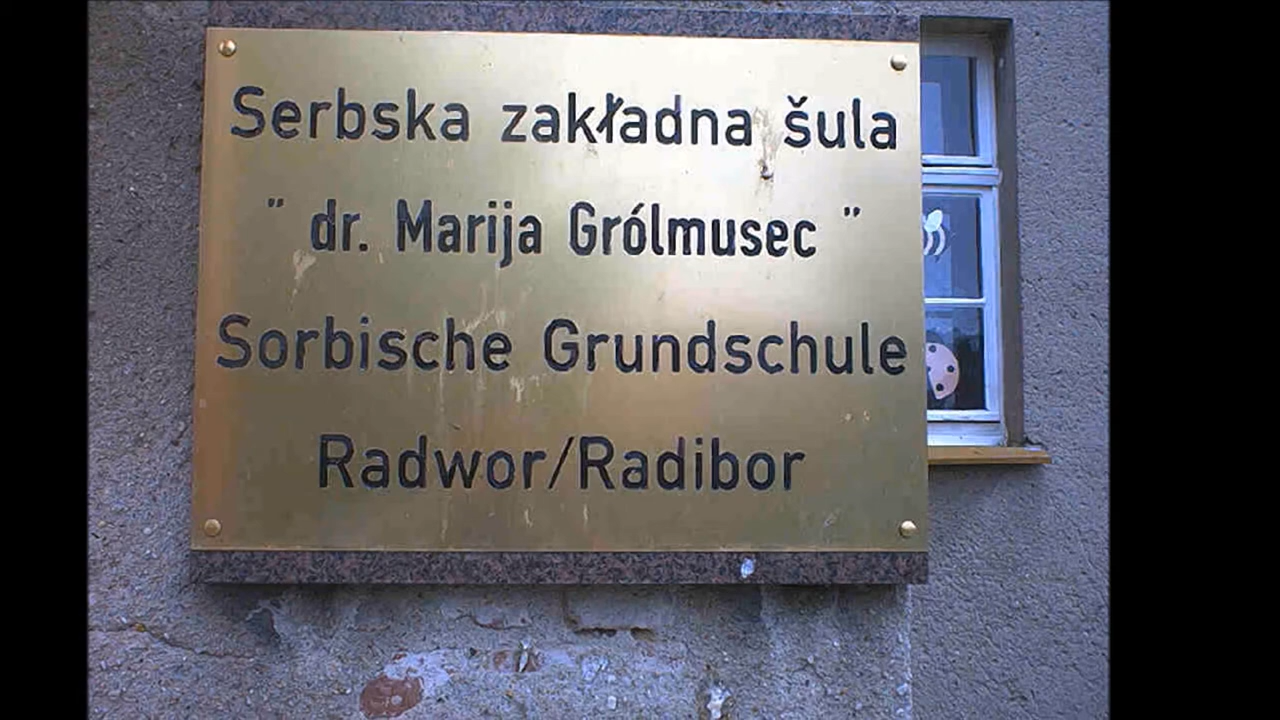 Serbska zakładna šula
" dr. Marija Grólmusec "
Sorbische Grundschule
Radwor/Radibor